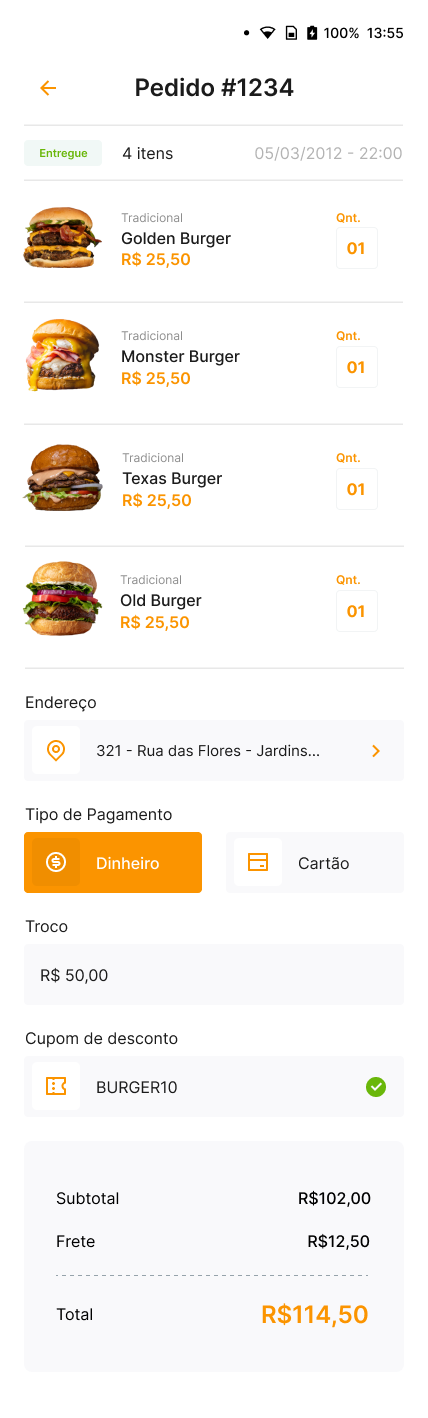 100% 13:55
Pedido #1234
Entregue 4 itens 05/03/2012 - 22:00
Tradicional Qnt.
Golden Burger 01
R$ 25,50
Tradicional Qnt.
Monster Burger 01
R$ 25,50
Tradicional Qnt.
Texas Burger 01
R$ 25,50
Tradicional Qnt.
Old Burger 01
R$ 25,50
Endereço
321 - Rua das Flores - Jardins...
Tipo de Pagamento
Dinheiro Cartão
Troco
R$ 50,00
Cupom de desconto
BURGER10
Subtotal R$102,00
Frete R$12,50
Total R$114,50